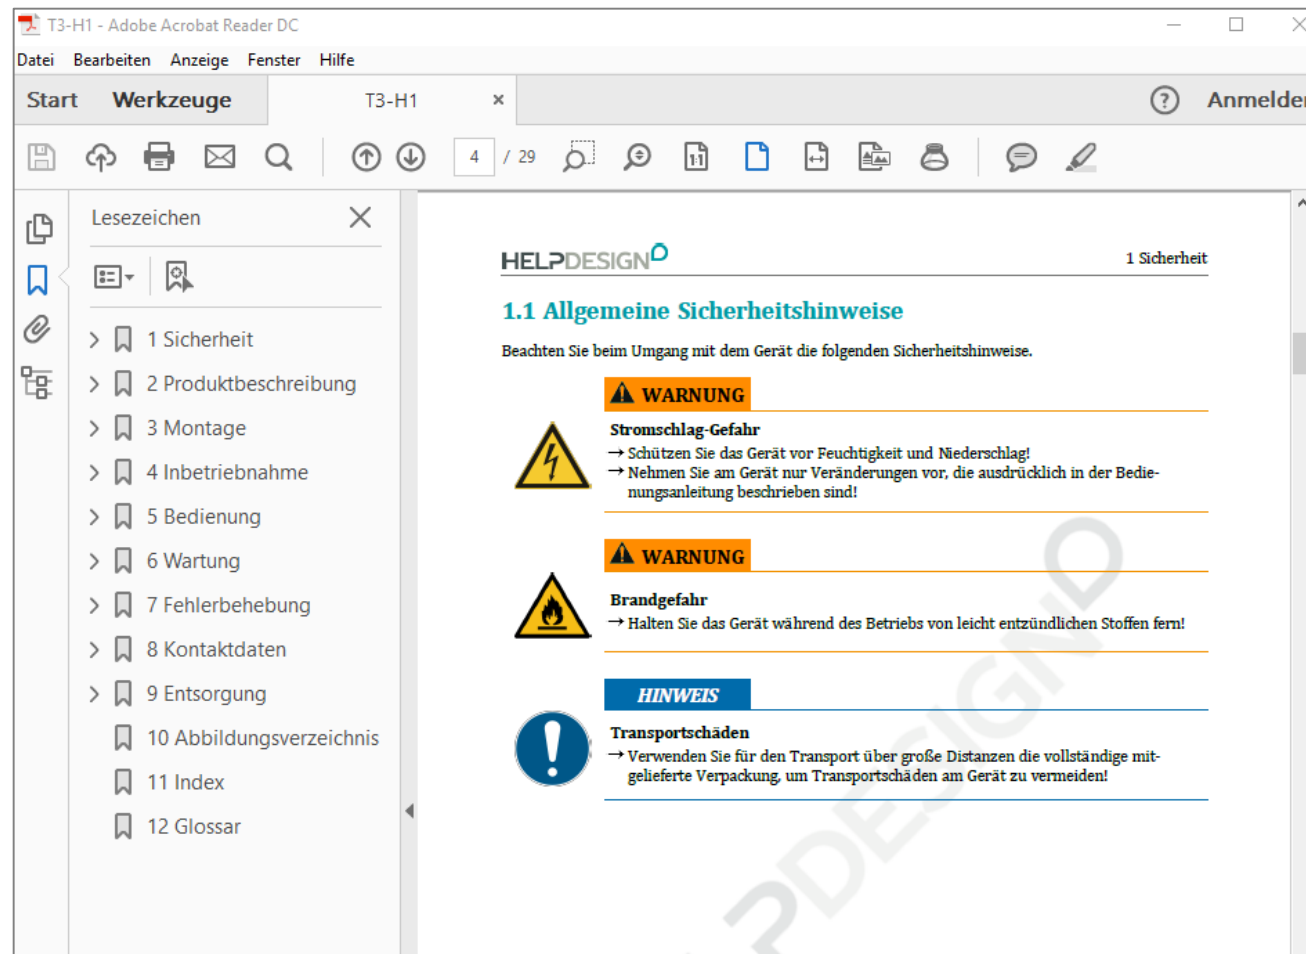 T3-H1 - Adobe Acrobat Reader DC
Datei Bearbeiten Anzeige Fenster Hilfe
Start Werkzeuge T3-H1 × ? Anmelden
4 / 29 1:1
Lesezeichen
1 Sicherheit
2 Produktbeschreibung
3 Montage
4 Inbetriebnahme
5 Bedienung
6 Wartung
7 Fehlerbehebung
8 Kontaktdaten
9 Entsorgung
10 Abbildungsverzeichnis
11 Index
12 Glossar
HELPDESIGN
1 Sicherheit
1.1 Allgemeine Sicherheitshinweise
Beachten Sie beim Umgang mit dem Gerät die folgenden Sicherheitshinweise.
WARNUNG
Stromschlag-Gefahr
→ Schützen Sie das Gerät vor Feuchtigkeit und Niederschlag!
→ Nehmen Sie am Gerät nur Veränderungen vor, die ausdrücklich in der Bedie-
nungsanleitung beschrieben sind!
WARNUNG
Brandgefahr
→ Halten Sie das Gerät während des Betriebs von leicht entzündlichen Stoffen fern!
HINWEIS
Transportschäden
→ Verwenden Sie für den Transport über große Distanzen die vollständige mit-
gelieferte Verpackung, um Transportschäden am Gerät zu vermeiden!
PDESIGN